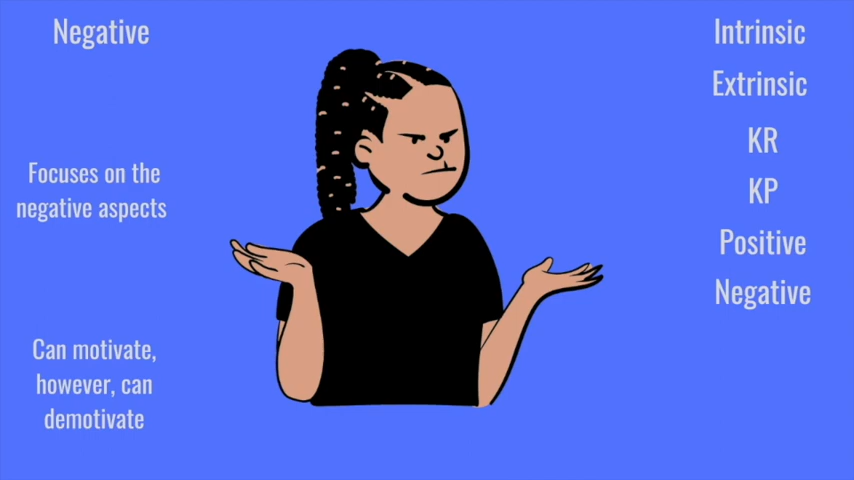 Negative
Focuses on the
negative aspects
Can motivate,
however, can
demotivate
Intrinsic
Extrinsic
KR
KP
Positive
Negative